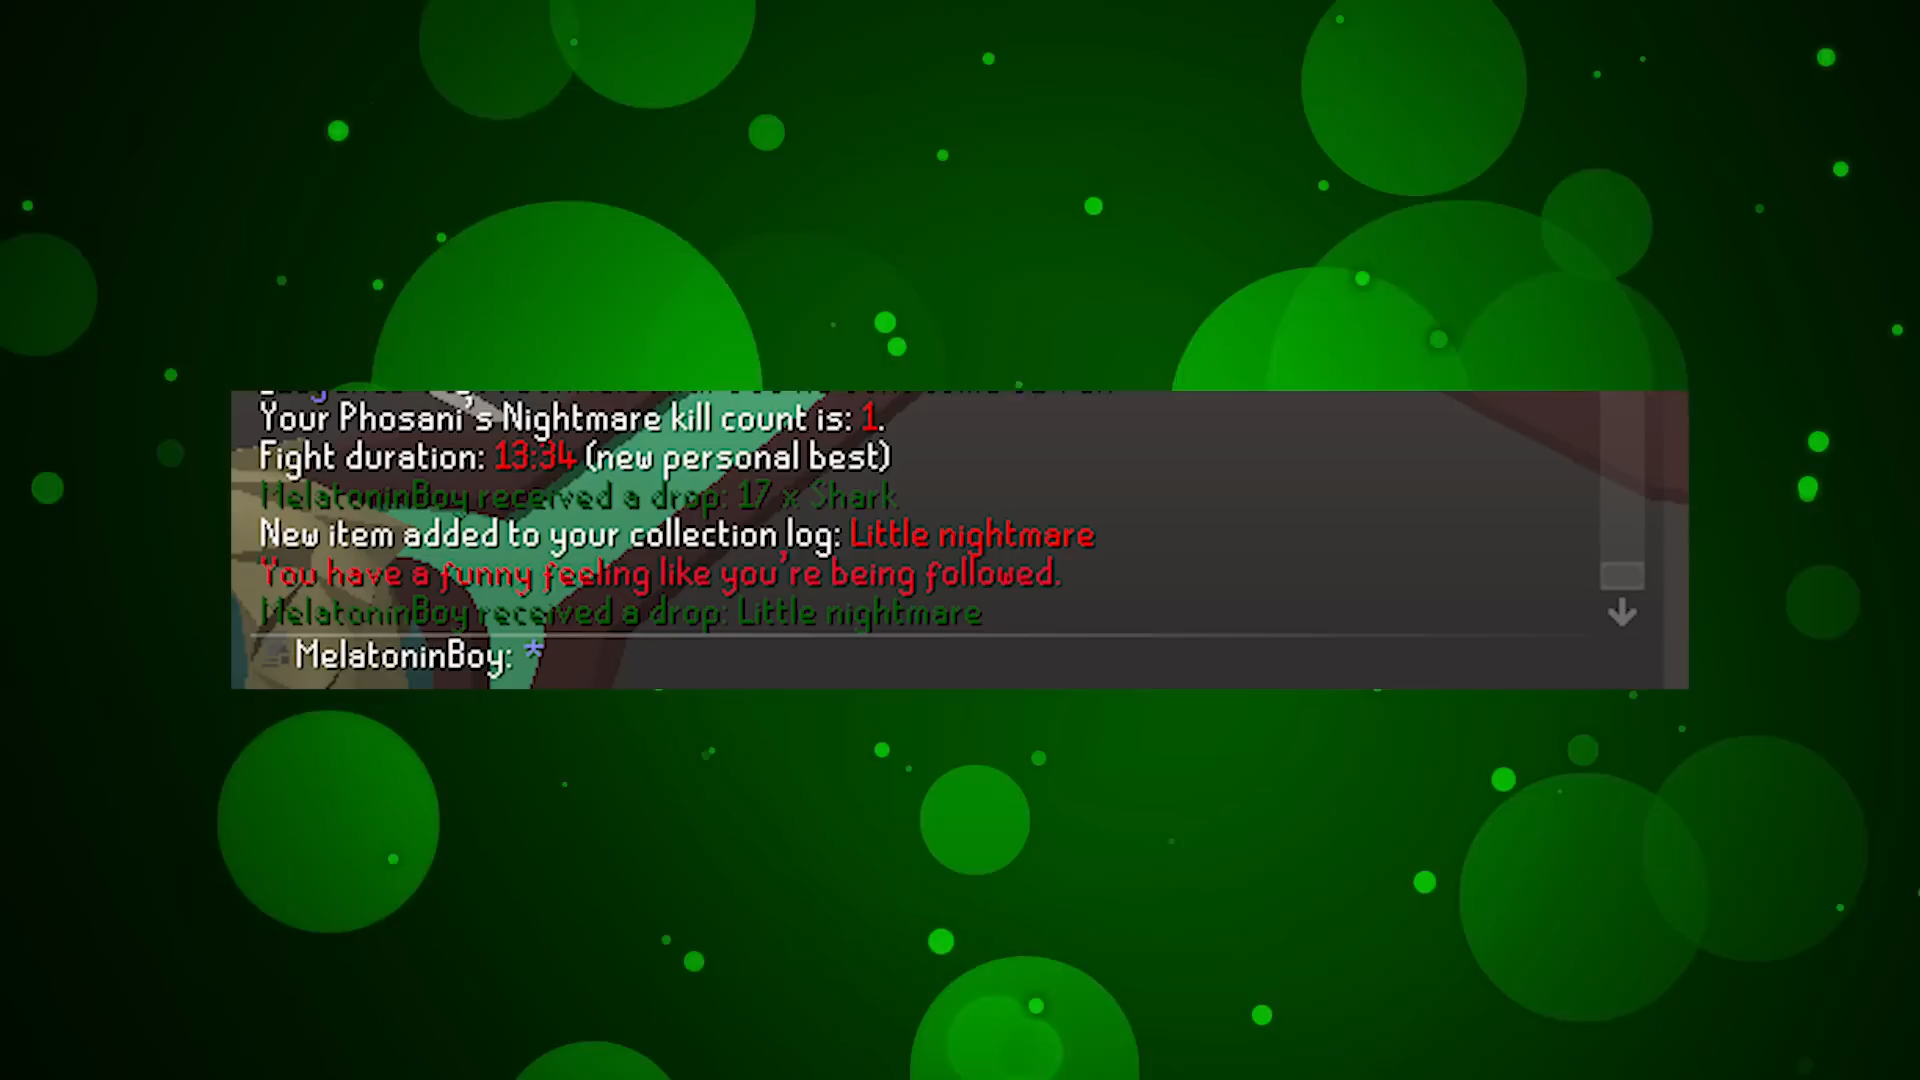 Your Phosani's Nightmare kill count is: 1.
Fight duration: 13:34 (new personal best)
MelatoninBoy received a drop: 17 x Shark
New item added to your collection log: Little nightmare
You have a funny feeling like you're being followed.
MelatoninBoy received a drop: Little nightmare
MelatoninBoy: *